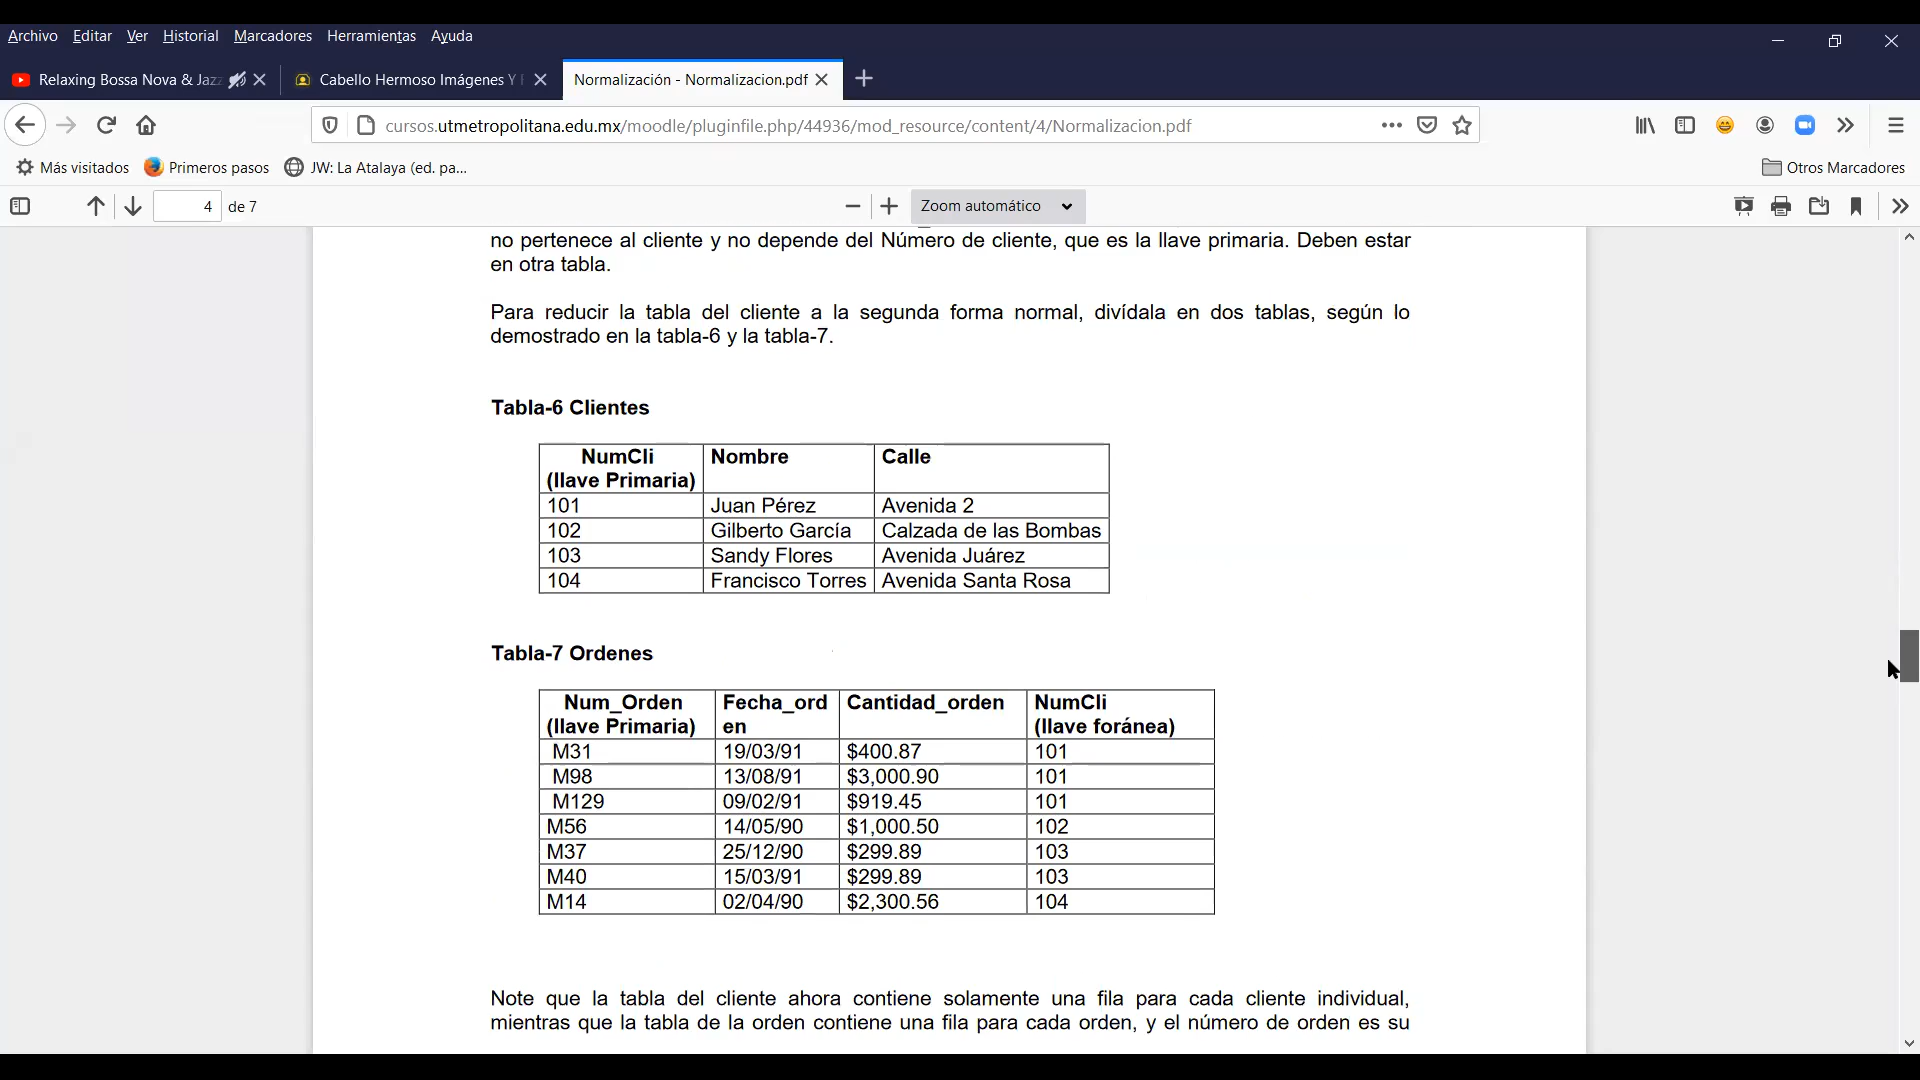 Archivo Editar Ver Historial Marcadores Herramientas Ayuda
Relaxing Bossa Nova & Jazz Cabello Hermoso Imágenes Y Normalización - Normalizacion.pdf
cursos.utmetropolitana.edu.mx/moodle/pluginfile.php/44936/mod_resource/content/4/Normalizacion.pdf
Más visitados Primeros pasos JW: La Atalaya (ed. pa... Otros Marcadores
4 de 7 Zoom automático
no pertenece al cliente y no depende del Número de cliente, que es la llave primaria. Deben estar
en otra tabla.
Para reducir la tabla del cliente a la segunda forma normal, divídala en dos tablas, según lo
demostrado en la tabla-6 y la tabla-7.
Tabla-6 Clientes
NumCli Nombre Calle
(llave Primaria)
101 Juan Pérez Avenida 2
102 Gilberto García Calzada de las Bombas
103 Sandy Flores Avenida Juárez
104 Francisco Torres Avenida Santa Rosa
Tabla-7 Ordenes
Num_Orden Fecha_ord Cantidad_orden NumCli
(llave Primaria) en (llave foránea)
M31 19/03/91 $400.87 101
M98 13/08/91 $3,000.90 101
M129 09/02/91 $919.45 101
M56 14/05/90 $1,000.50 102
M37 25/12/90 $299.89 103
M40 15/03/91 $299.89 103
M14 02/04/90 $2,300.56 104
Note que la tabla del cliente ahora contiene solamente una fila para cada cliente individual,
mientras que la tabla de la orden contiene una fila para cada orden, y el número de orden es su